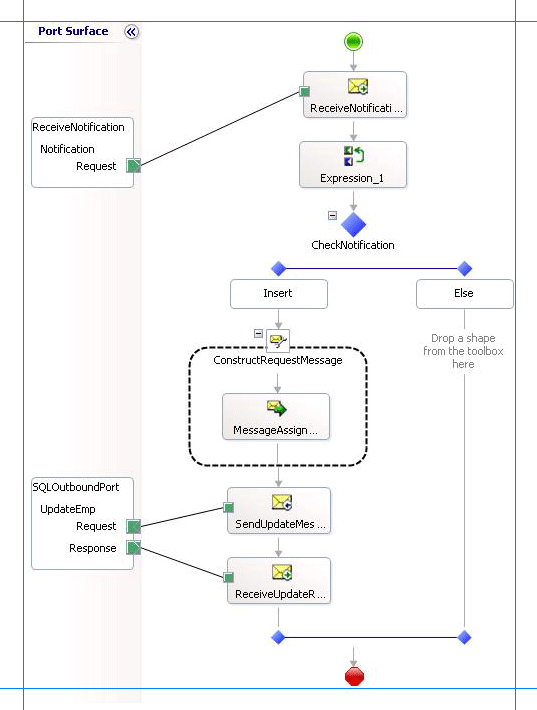 Port Surface
ReceiveNotificati ...
ReceiveNotification
Notification
Request
Expression_1
CheckNotification
Insert
Else
Drop a shape
from the toolbox
here
ConstructRequestMessage
MessageAssign ...
SQLOutboundPort
UpdateEmp
Request
Response
SendUpdateMes ...
ReceiveUpdateR ...